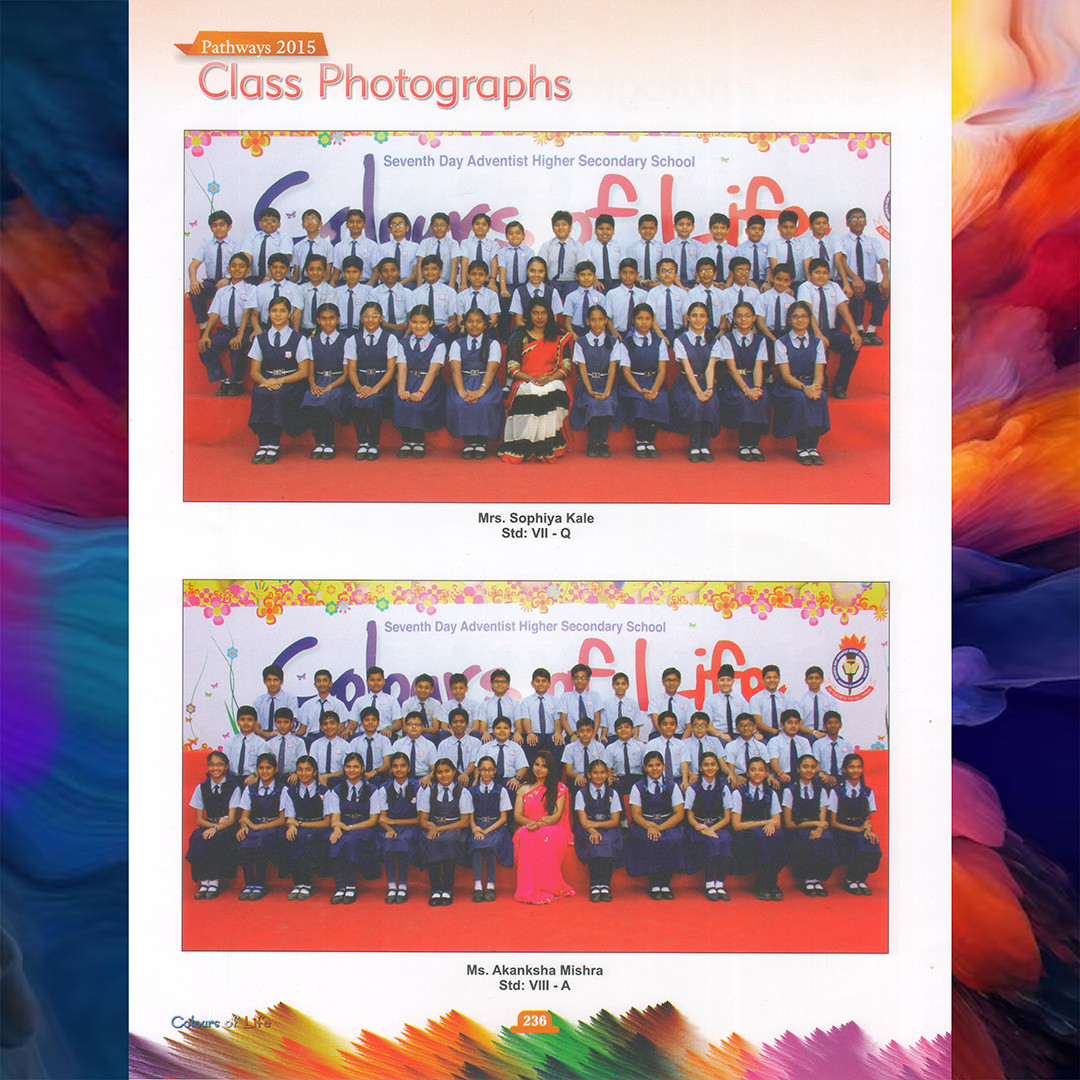 Pathways 2015
Class Photographs
Seventh Day Adventist Higher Secondary School
Colours of Life
Mrs. Sophiya Kale
Std: VII - Q
Seventh Day Adventist Higher Secondary School
Colours of Life
Ms. Akanksha Mishra
Std: VIII - A
Colours of Life
236